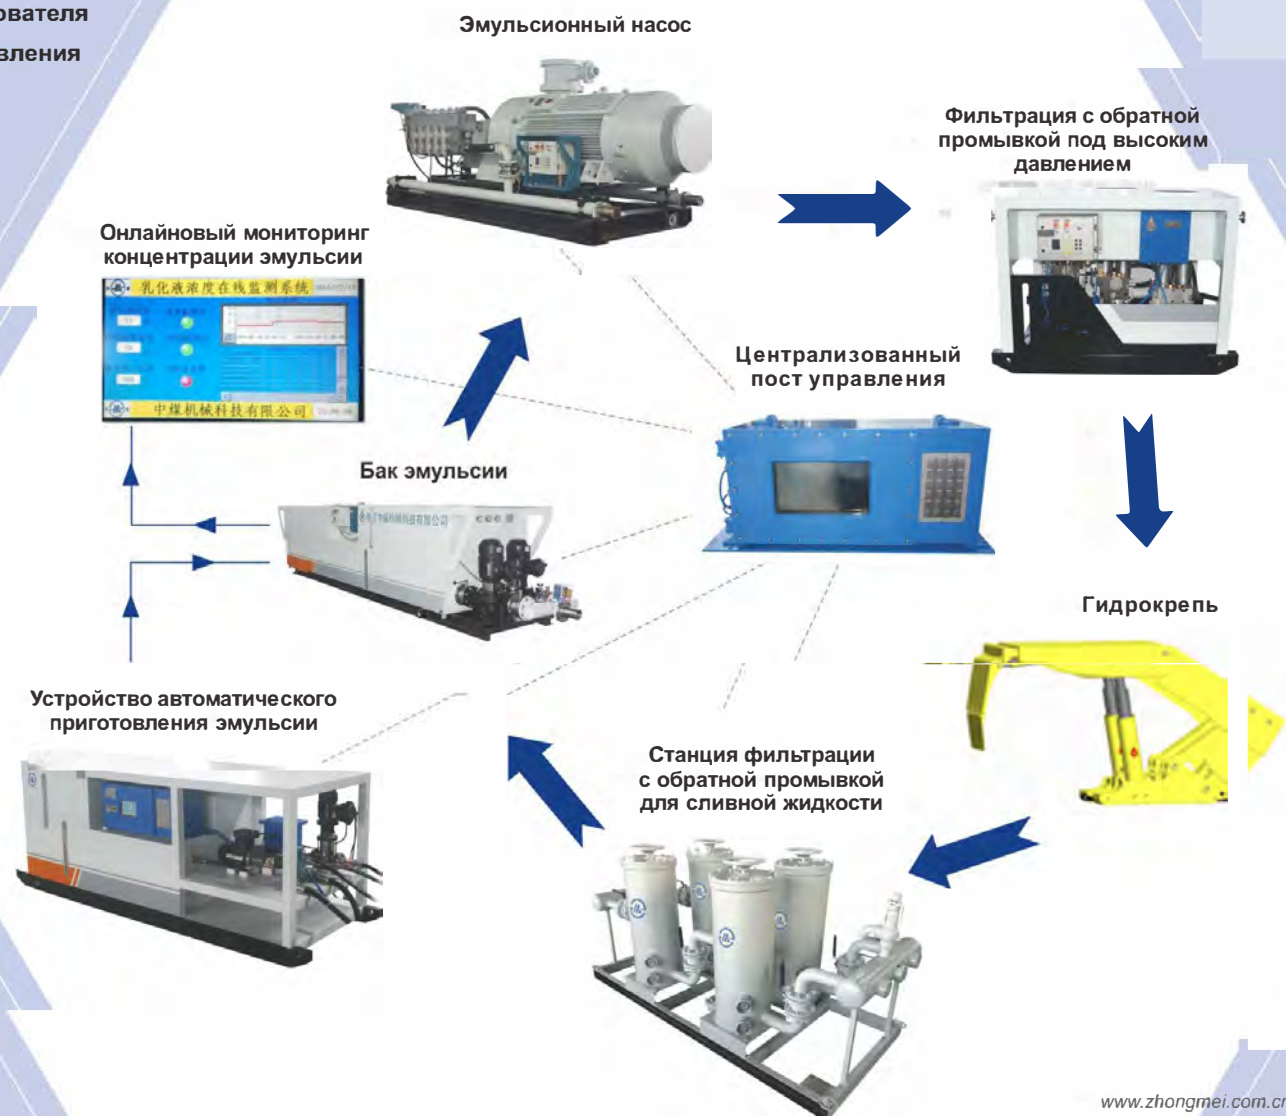 ователя
вления
Эмульсионный насос
Фильтрация с обратной
промывкой под высоким
давлением
Онлайновый мониторинг
концентрации эмульсии
乳化液浓度在线监测系统
中煤机械科技有限公司
Централизованный
пост управления
Бак эмульсии
Гидрокрепь
Устройство автоматического
приготовления эмульсии
Станция фильтрации
с обратной промывкой
для сливной жидкости
www.zhongmei.com.cn